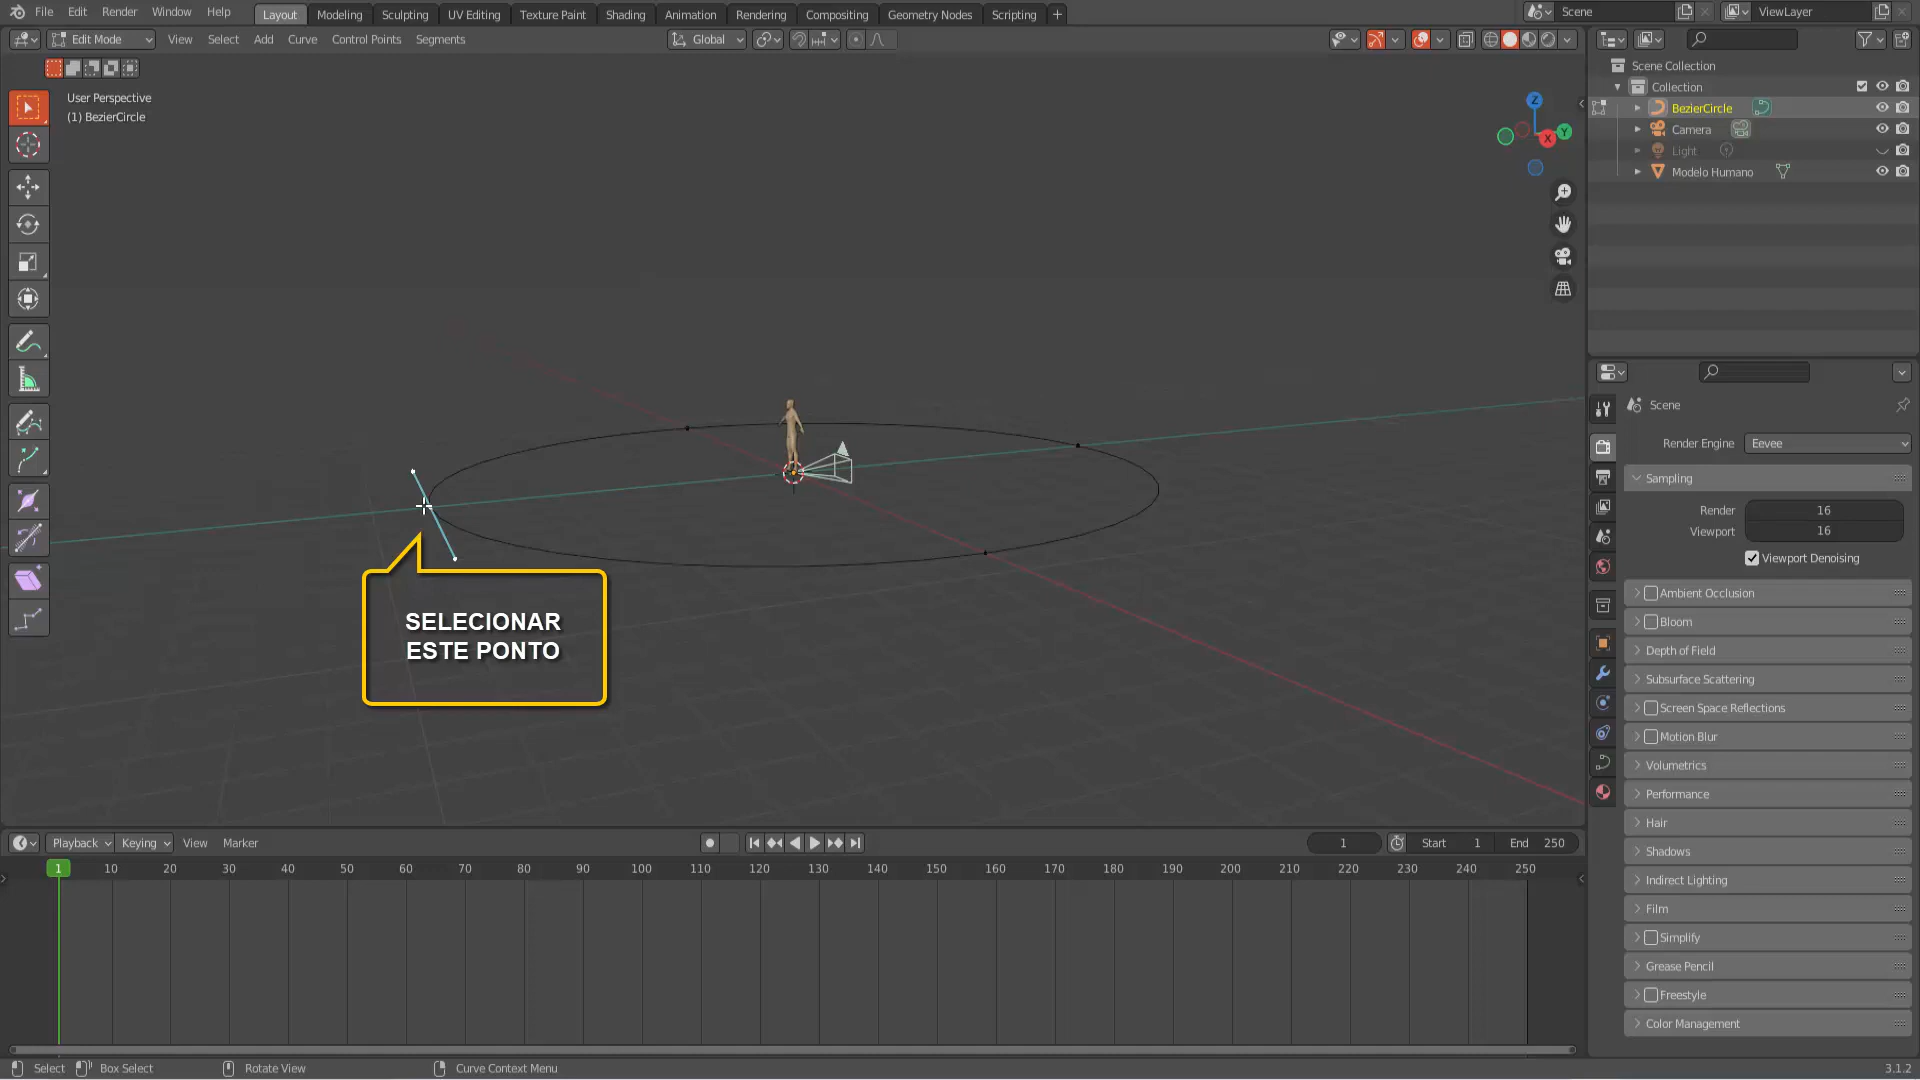 File Edit Render Window Help Layout Modeling Sculpting UV Editing Texture Paint Shading Animation Rendering Compositing Geometry Nodes Scripting + Scene ViewLayer
Edit Mode View Select Add Curve Control Points Segments Global
User Perspective
(1) BezierCircle
Z
Y
X
SELECIONAR
ESTE PONTO
Scene Collection
Collection
BezierCircle
Camera
Light
Modelo Humano
Scene
Render Engine Eevee
Sampling
Render 16
Viewport 16
Viewport Denoising
Ambient Occlusion
Bloom
Depth of Field
Subsurface Scattering
Screen Space Reflections
Motion Blur
Volumetrics
Performance
Hair
Shadows
Indirect Lighting
Film
Simplify
Grease Pencil
Freestyle
Color Management
Playback Keying View Marker 1 Start 1 End 250
1 10 20 30 40 50 60 70 80 90 100 110 120 130 140 150 160 170 180 190 200 210 220 230 240 250
Select Box Select Rotate View Curve Context Menu 3.1.2